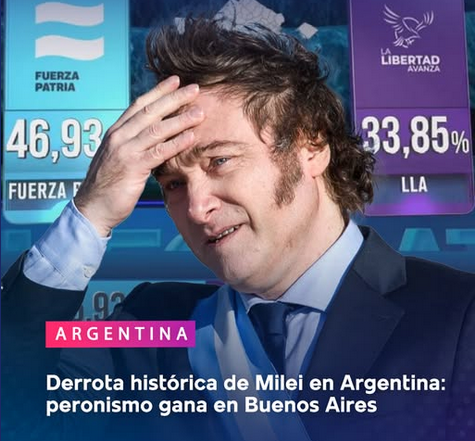 FUERZA
PATRIA
46,93
FUERZA
LA
LIBERTAD
AVANZA
33,85%
LLA
ARGENTINA
Derrota histórica de Milei en Argentina:
peronismo gana en Buenos Aires